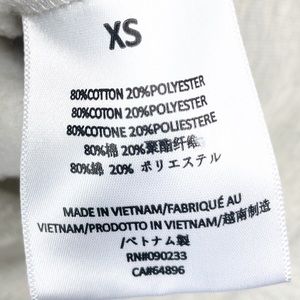 XS
80%COTTON 20%POLYESTER
80%COTTON 20%POLYESTER
80%COTONE 20%POLIESTERE
80%棉 20%聚酯纤维
80%綿 20% ポリエステル
MADE IN VIETNAM/FABRIQUÉ AU
VIETNAM/PRODOTTO IN VIETNAM/越南制造
/ベトナム製
RN#090233
CA#64896